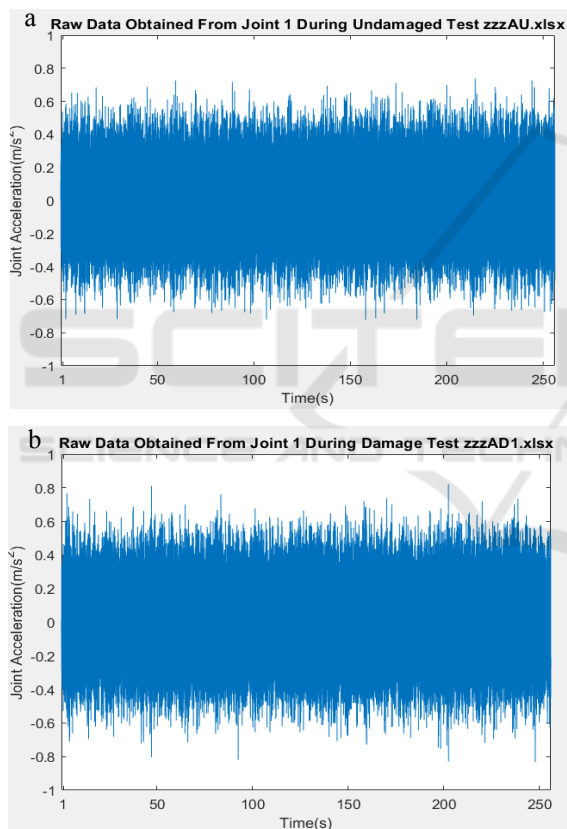 a
Raw Data Obtained From Joint 1 During Undamaged Test zzzAU.xlsx
1
0.8
0.6
0.4
0.2
0
-0.2
-0.4
-0.6
-0.8
-1
Joint Acceleration(m/s²)
1 50 100 150 200 250
Time(s)
b
Raw Data Obtained From Joint 1 During Damage Test zzzAD1.xlsx
1
0.8
0.6
0.4
0.2
0
-0.2
-0.4
-0.6
-0.8
-1
Joint Acceleration(m/s²)
1 50 100 150 200 250
Time(s)